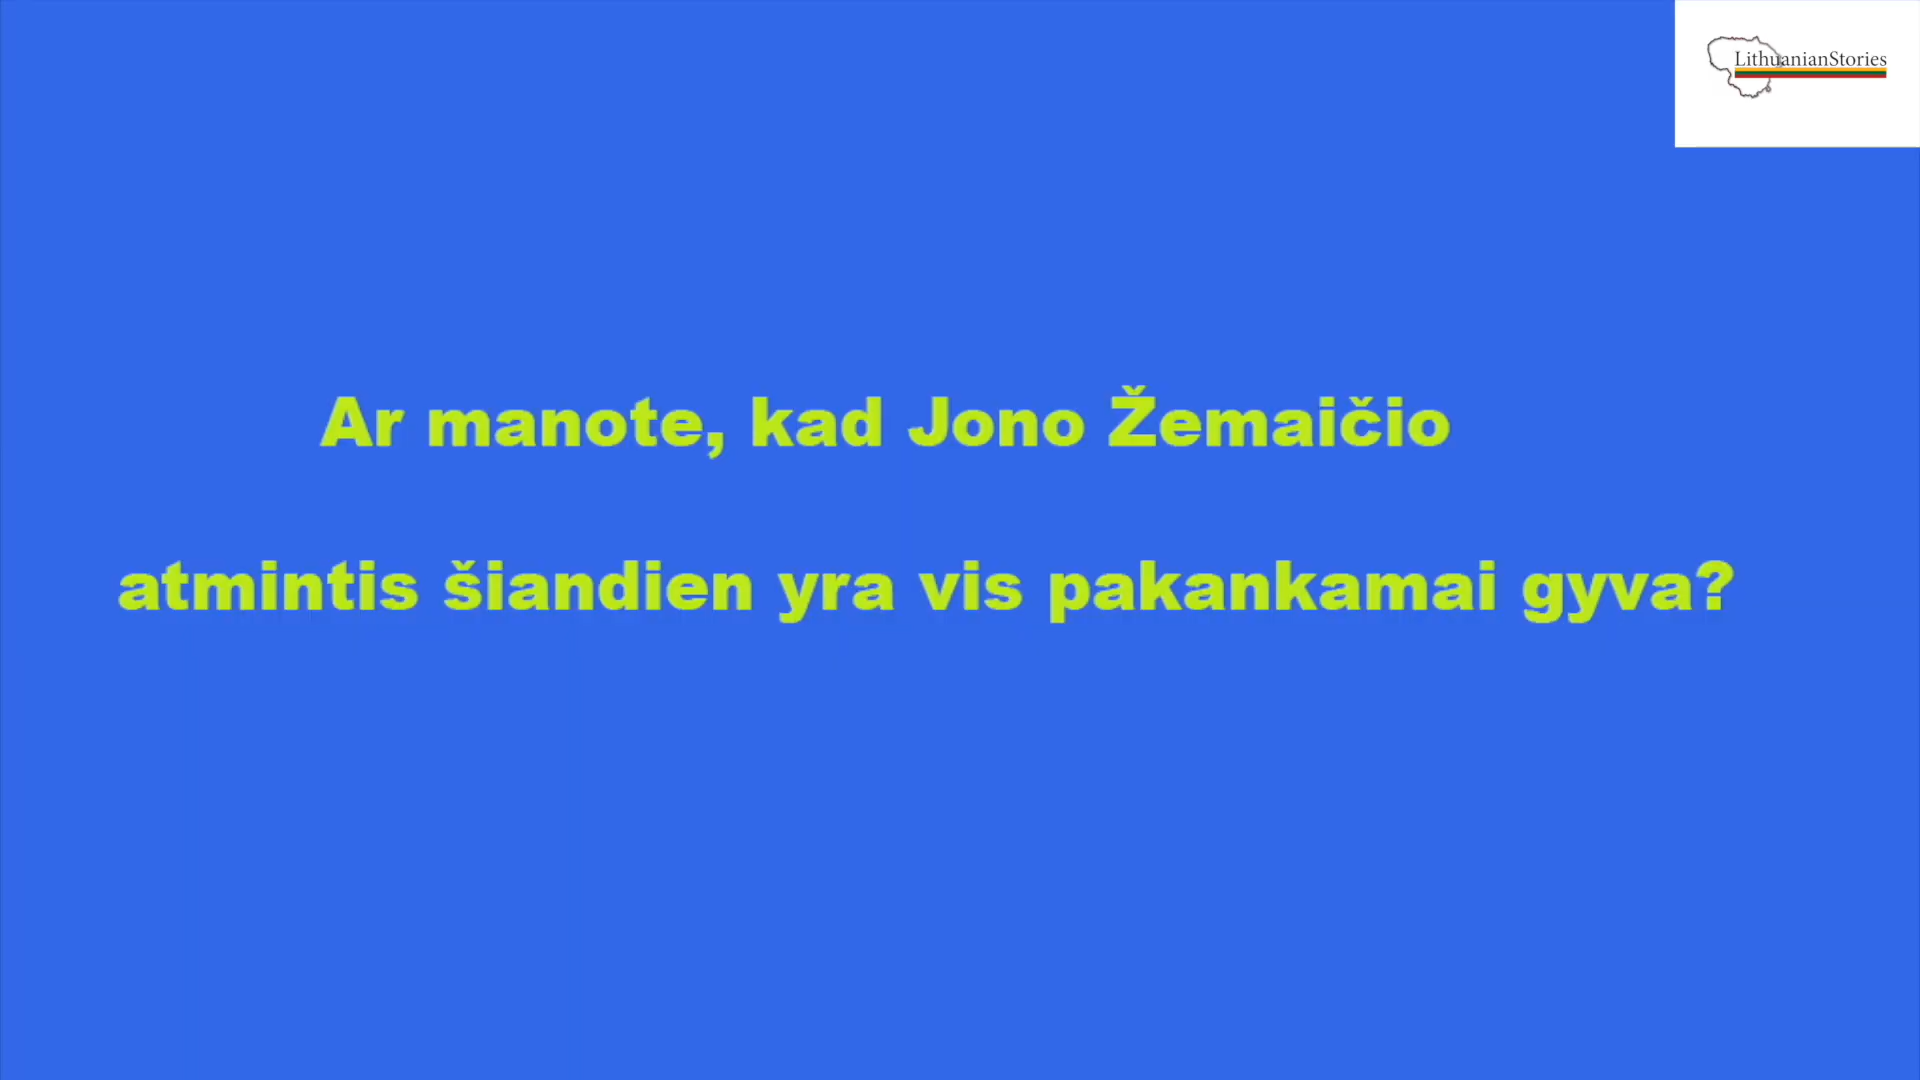 LithuanianStories
Ar manote, kad Jono Žemaičio
atmintis šiandien yra vis pakankamai gyva?